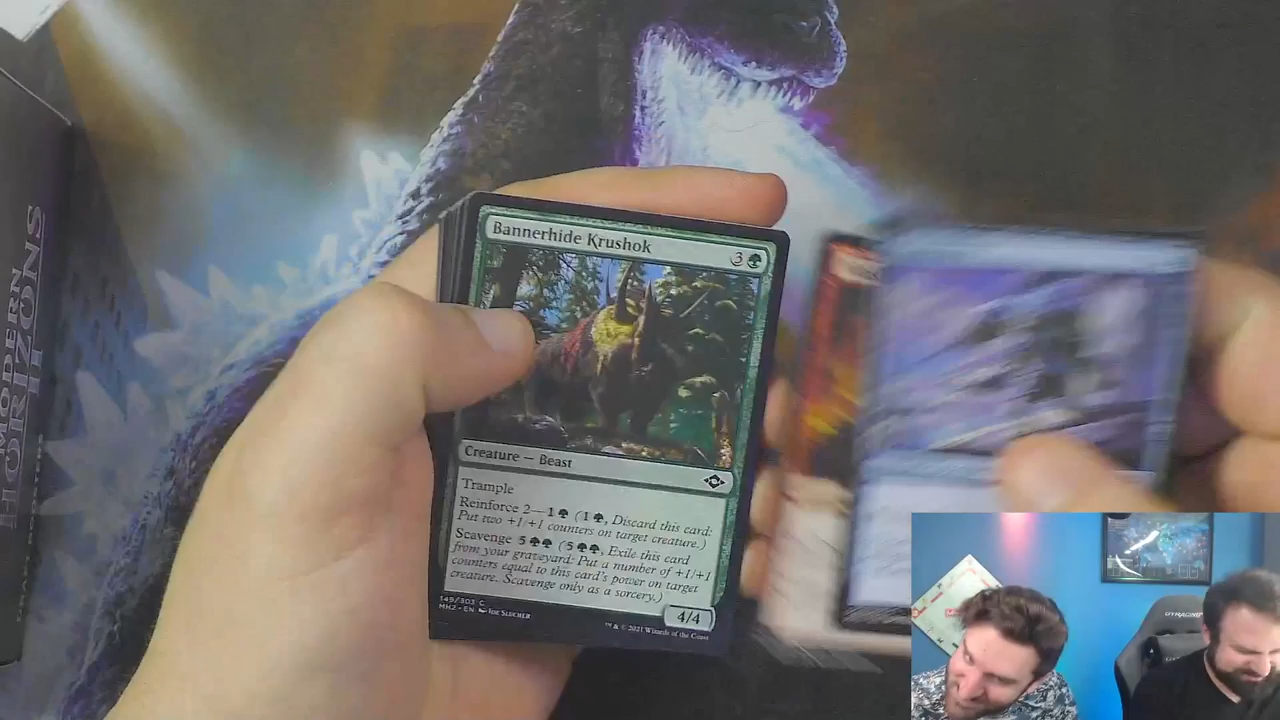 MODERN
HORIZONS
II
Bannerhide Krushok
3
Creature — Beast
Trample
Reinforce 2—1 (1, Discard this card:
Put two +1/+1 counters on target creature.)
Scavenge 5 (5, Exile this card
from your graveyard: Put a number of +1/+1
counters equal to this card's power on target
creature. Scavenge only as a sorcery.)
4/4
149/303 C
MH2 • EN
™ & © 2021 Wizards of the Coast